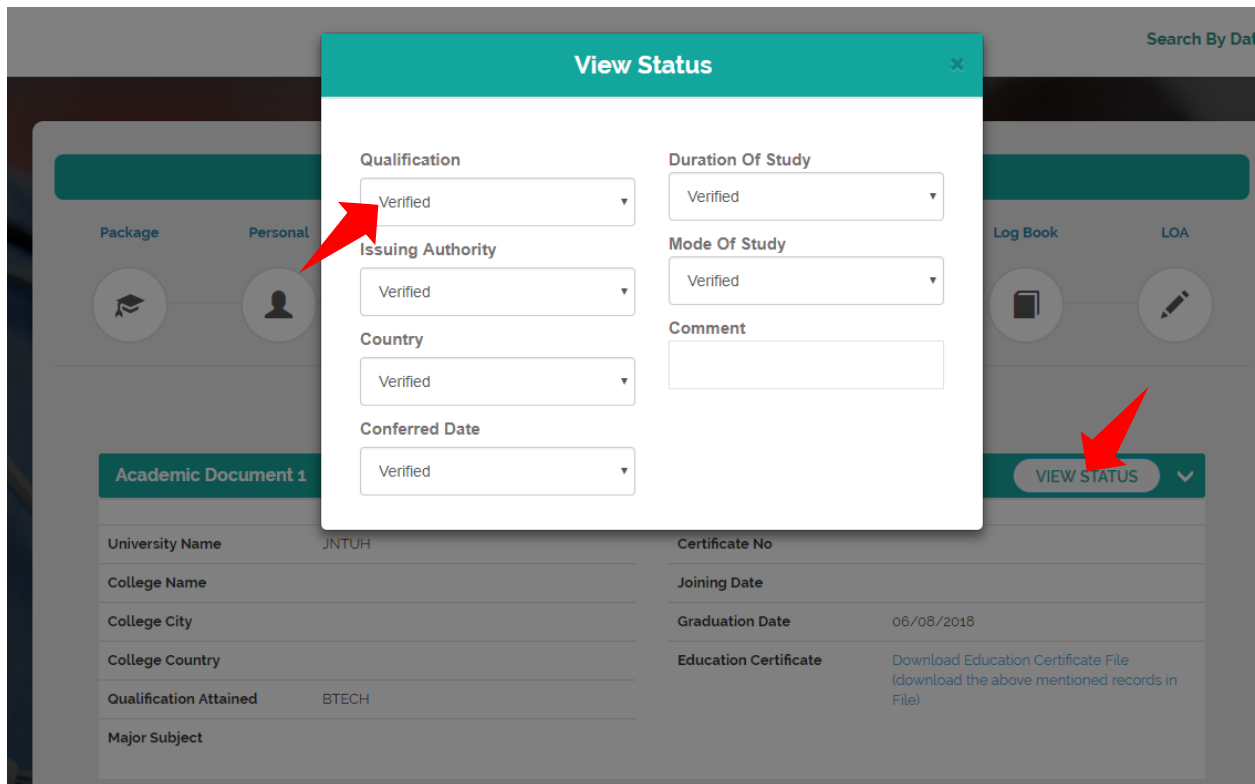 Search By Dat
View Status
×
Qualification
Verified
Duration Of Study
Verified
Package
Personal
Log Book
LOA
Issuing Authority
Verified
Mode Of Study
Verified
Country
Verified
Comment
Conferred Date
Verified
Academic Document 1
VIEW STATUS
University Name JNTUH
Certificate No
College Name
Joining Date
College City
Graduation Date 06/08/2018
College Country
Education Certificate Download Education Certificate File
(download the above mentioned records in
File)
Qualification Attained BTECH
Major Subject